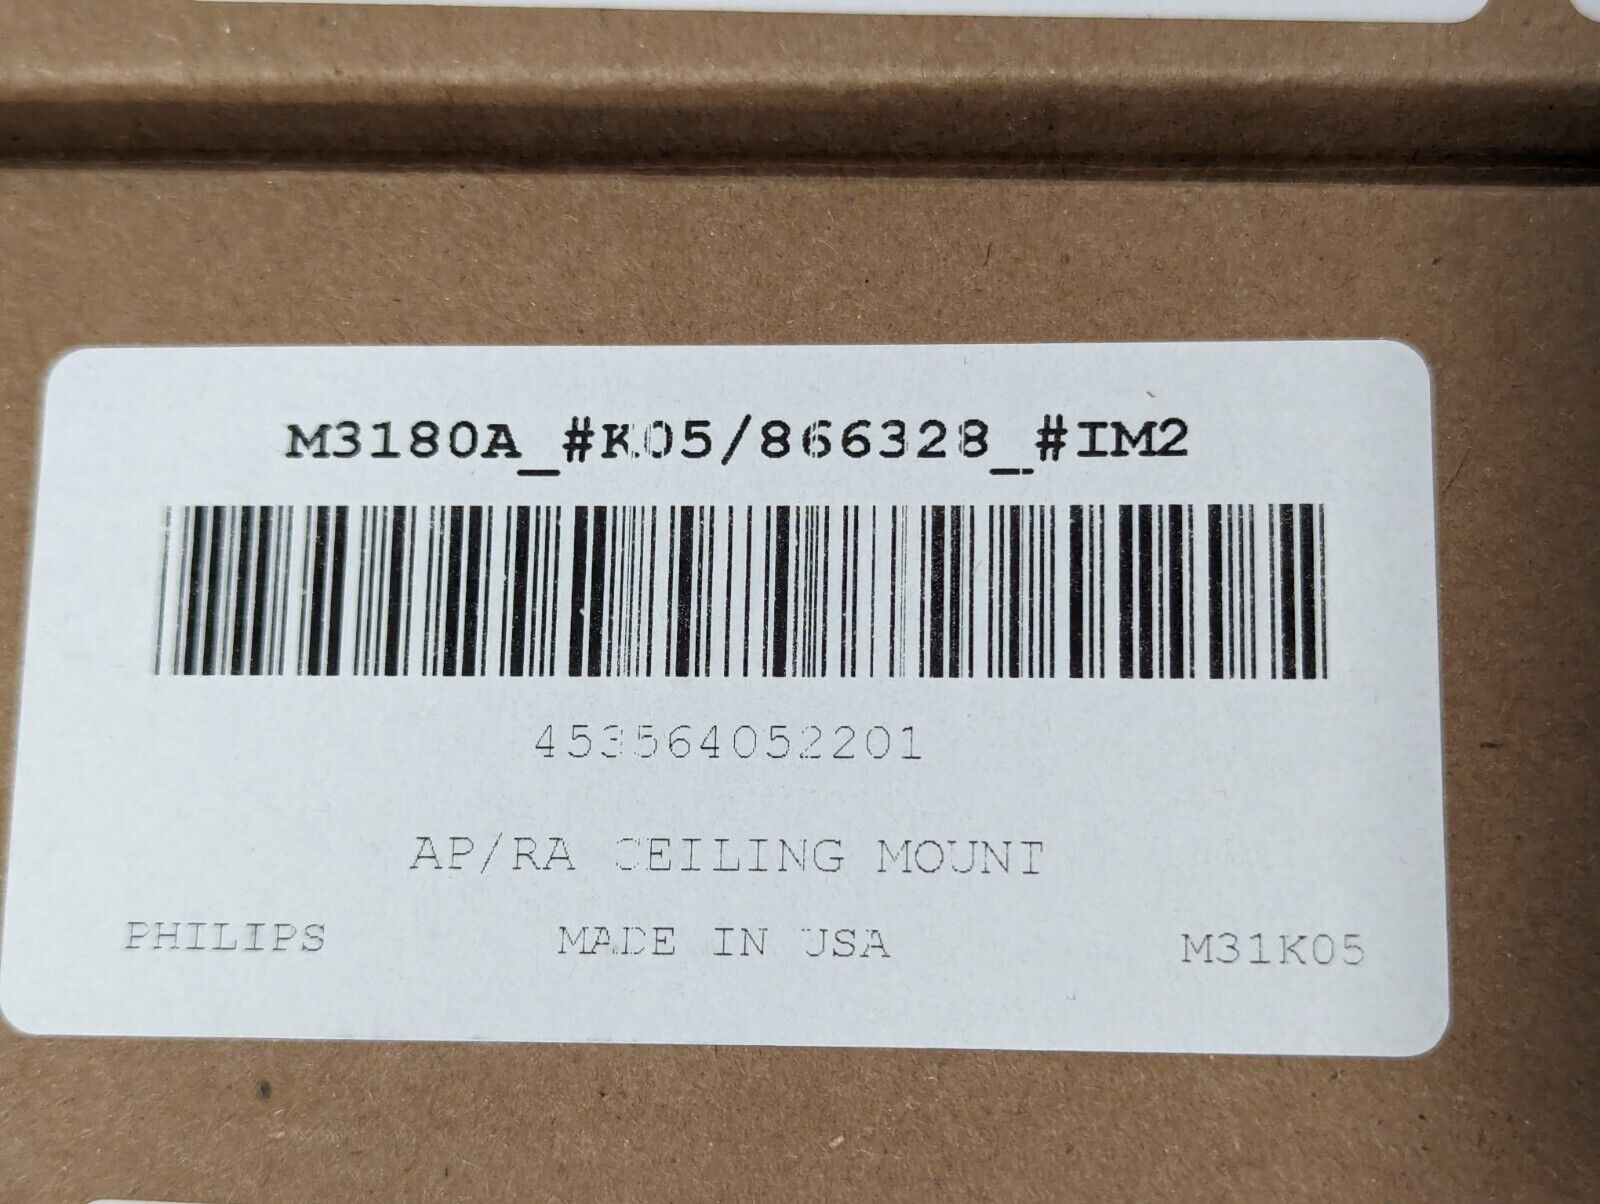 M3180A_#K05/866328_#IM2
453564052201
AP/RA CEILING MOUNT
PHILIPS MADE IN USA M31K05